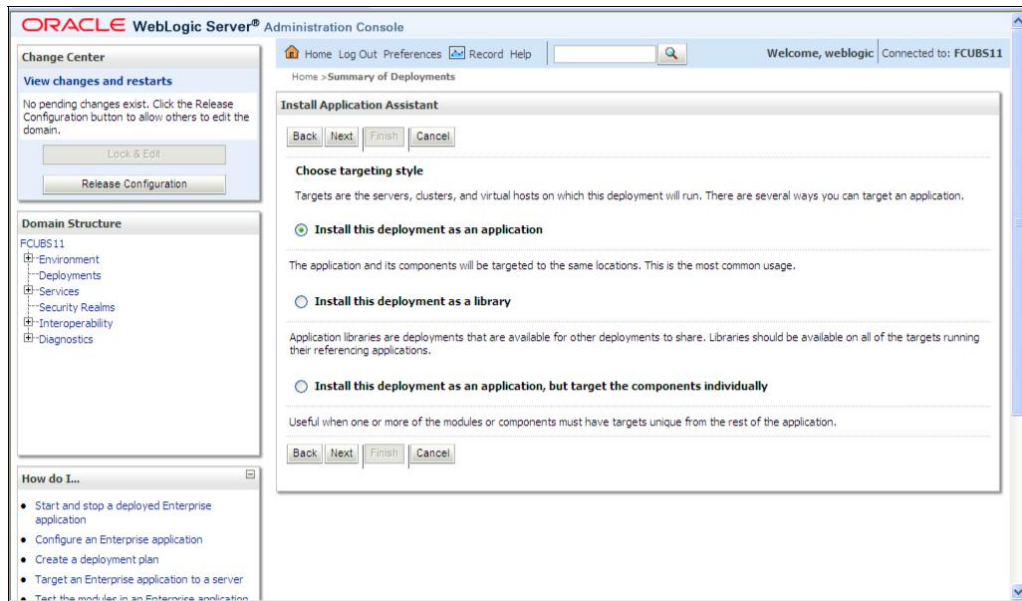 ORACLE WebLogic Server® Administration Console
Change Center
View changes and restarts
No pending changes exist. Click the Release
Configuration button to allow others to edit the
domain.
Lock & Edit
Release Configuration
Domain Structure
FCUBS11
Environment
Deployments
Services
Security Realms
Interoperability
Diagnostics
How do I...
Start and stop a deployed Enterprise
application
Configure an Enterprise application
Create a deployment plan
Target an Enterprise application to a server
Test the modules in an Enterprise application
Home Log Out Preferences Record Help
Welcome, weblogic Connected to: FCUBS11
Home >Summary of Deployments
Install Application Assistant
Back Next Finish Cancel
Choose targeting style
Targets are the servers, clusters, and virtual hosts on which this deployment will run. There are several ways you can target an application.
Install this deployment as an application
The application and its components will be targeted to the same locations. This is the most common usage.
Install this deployment as a library
Application libraries are deployments that are available for other deployments to share. Libraries should be available on all of the targets running
their referencing applications.
Install this deployment as an application, but target the components individually
Useful when one or more of the modules or components must have targets unique from the rest of the application.
Back Next Finish Cancel